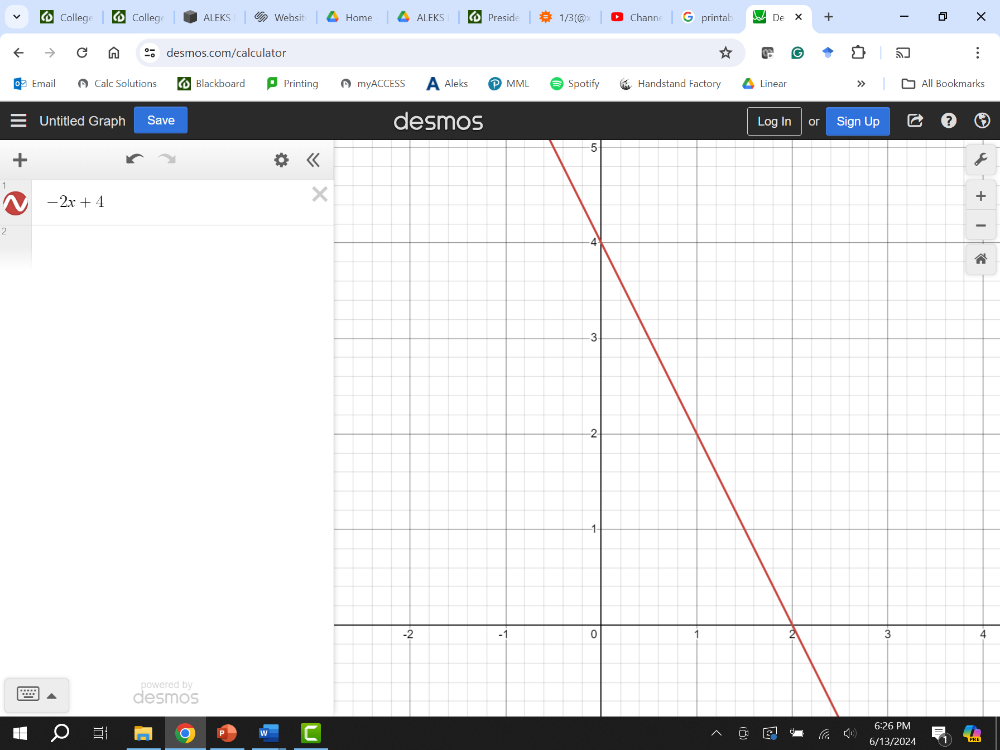 College
College
ALEKS
Websit
Home
ALEKS
Preside
1/3(@x
Channe
printab
De
desmos.com/calculator
Email
Calc Solutions
Blackboard
Printing
myACCESS
Aleks
MML
Spotify
Handstand Factory
Linear
All Bookmarks
Untitled Graph
Save
desmos
Log In
or
Sign Up
1
−2x + 4
2
5
4
3
2
1
-2
-1
0
1
2
3
4
powered by
desmos
6:26 PM
6/13/2024
1
PRE